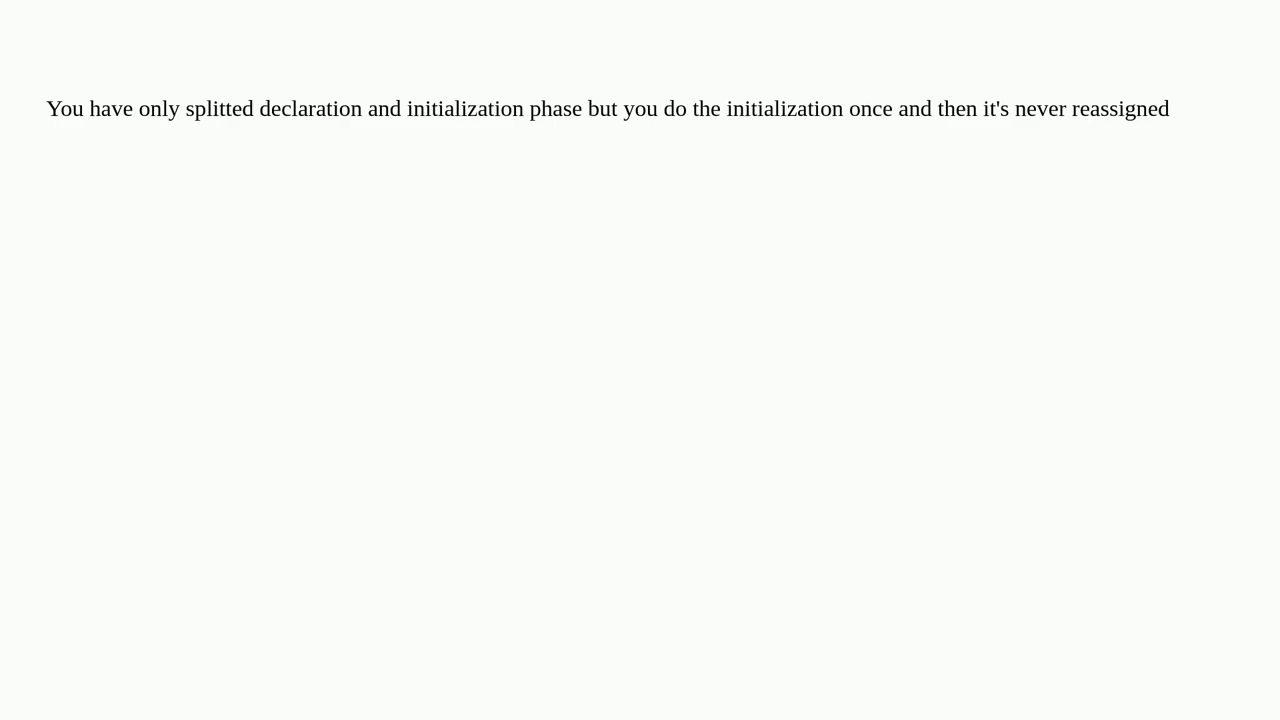 You have only splitted declaration and initialization phase but you do the initialization once and then it's never reassigned